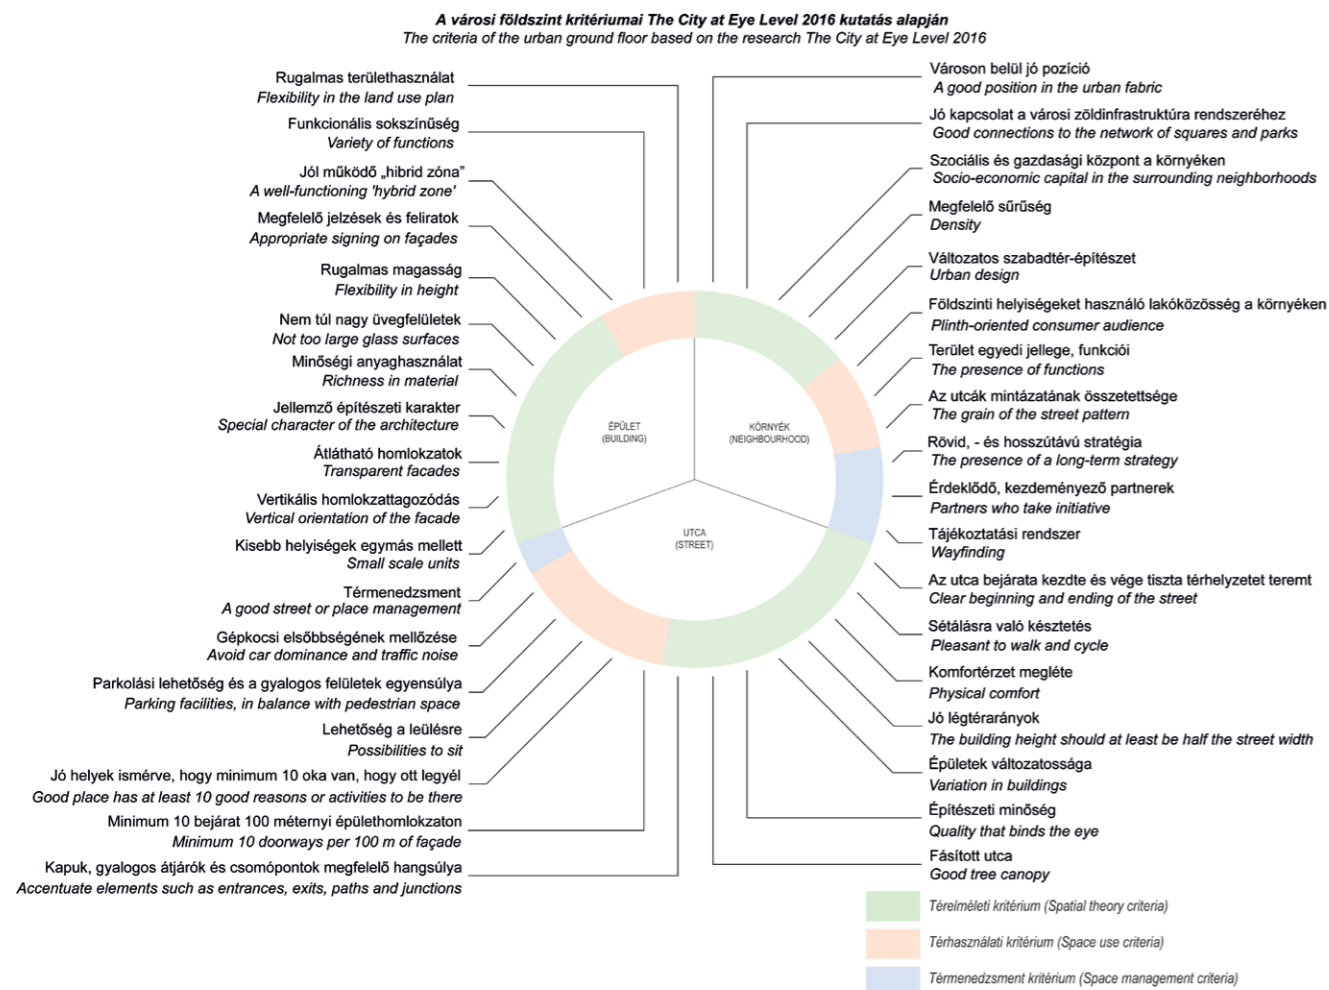 A városi földszint kritériumai The City at Eye Level 2016 kutatás alapján
The criteria of the urban ground floor based on the research The City at Eye Level 2016
Rugalmas területhasználat
Flexibility in the land use plan
Funkcionális sokszínűség
Variety of functions
Jól működő „hibrid zóna”
A well-functioning 'hybrid zone'
Megfelelő jelzések és feliratok
Appropriate signing on façades
Rugalmas magasság
Flexibility in height
Nem túl nagy üvegfelületek
Not too large glass surfaces
Minőségi anyaghasználat
Richness in material
Jellemző építészeti karakter
Special character of the architecture
Átlátható homlokzatok
Transparent facades
Vertikális homlokzattagozódás
Vertical orientation of the facade
Kisebb helyiségek egymás mellett
Small scale units
Térmenedzsment
A good street or place management
Gépkocsi elsőbbségének mellőzése
Avoid car dominance and traffic noise
Parkolási lehetőség és a gyalogos felületek egyensúlya
Parking facilities, in balance with pedestrian space
Lehetőség a leülésre
Possibilities to sit
Jó helyek ismérve, hogy minimum 10 oka van, hogy ott legyél
Good place has at least 10 good reasons or activities to be there
Minimum 10 bejárat 100 méternyi épülethomlokzaton
Minimum 10 doorways per 100 m of façade
Kapuk, gyalogos átjárók és csomópontok megfelelő hangsúlya
Accentuate elements such as entrances, exits, paths and junctions
ÉPÜLET
(BUILDING)
KÖRNYÉK
(NEIGHBOURHOOD)
UTCA
(STREET)
Városon belül jó pozíció
A good position in the urban fabric
Jó kapcsolat a városi zöldinfrastruktúra rendszeréhez
Good connections to the network of squares and parks
Szociális és gazdasági központ a környéken
Socio-economic capital in the surrounding neighborhoods
Megfelelő sűrűség
Density
Változatos szabadtér-építészet
Urban design
Földszinti helyiségeket használó lakóközösség a környéken
Plinth-oriented consumer audience
Terület egyedi jellege, funkciói
The presence of functions
Az utcák mintázatának összetettsége
The grain of the street pattern
Rövid, - és hosszútávú stratégia
The presence of a long-term strategy
Érdeklődő, kezdeményező partnerek
Partners who take initiative
Tájékoztatási rendszer
Wayfinding
Az utca bejárata kezdte és vége tiszta térhelyzetet teremt
Clear beginning and ending of the street
Sétálásra való késztetés
Pleasant to walk and cycle
Komfortérzet megléte
Physical comfort
Jó légtérarányok
The building height should at least be half the street width
Épületek változatossága
Variation in buildings
Építészeti minőség
Quality that binds the eye
Fásított utca
Good tree canopy
Térelméleti kritérium (Spatial theory criteria)
Térhasználati kritérium (Space use criteria)
Térmenedzsment kritérium (Space management criteria)